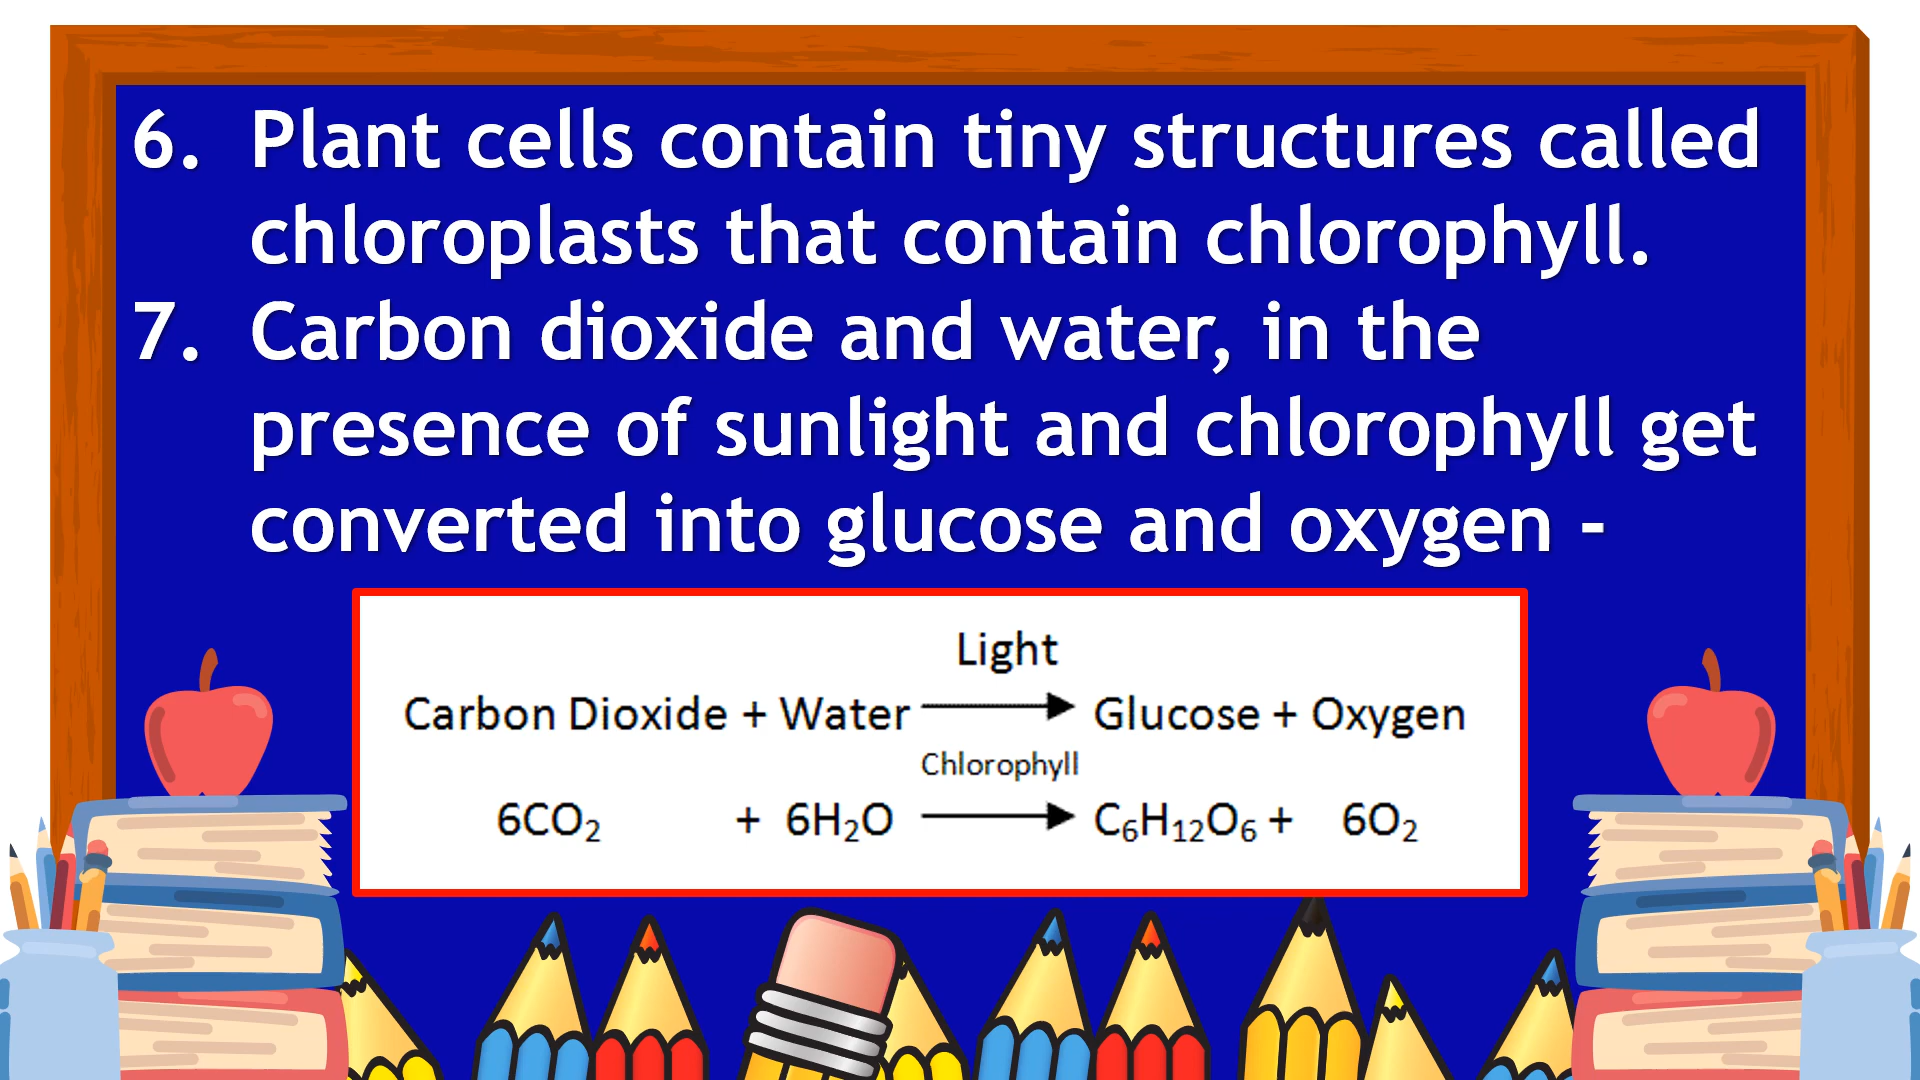 6. Plant cells contain tiny structures called
chloroplasts that contain chlorophyll.
7. Carbon dioxide and water, in the
presence of sunlight and chlorophyll get
converted into glucose and oxygen -
Light
Carbon Dioxide + Water → Glucose + Oxygen
Chlorophyll
6CO₂ + 6H₂O → C₆H₁₂O₆ + 6O₂